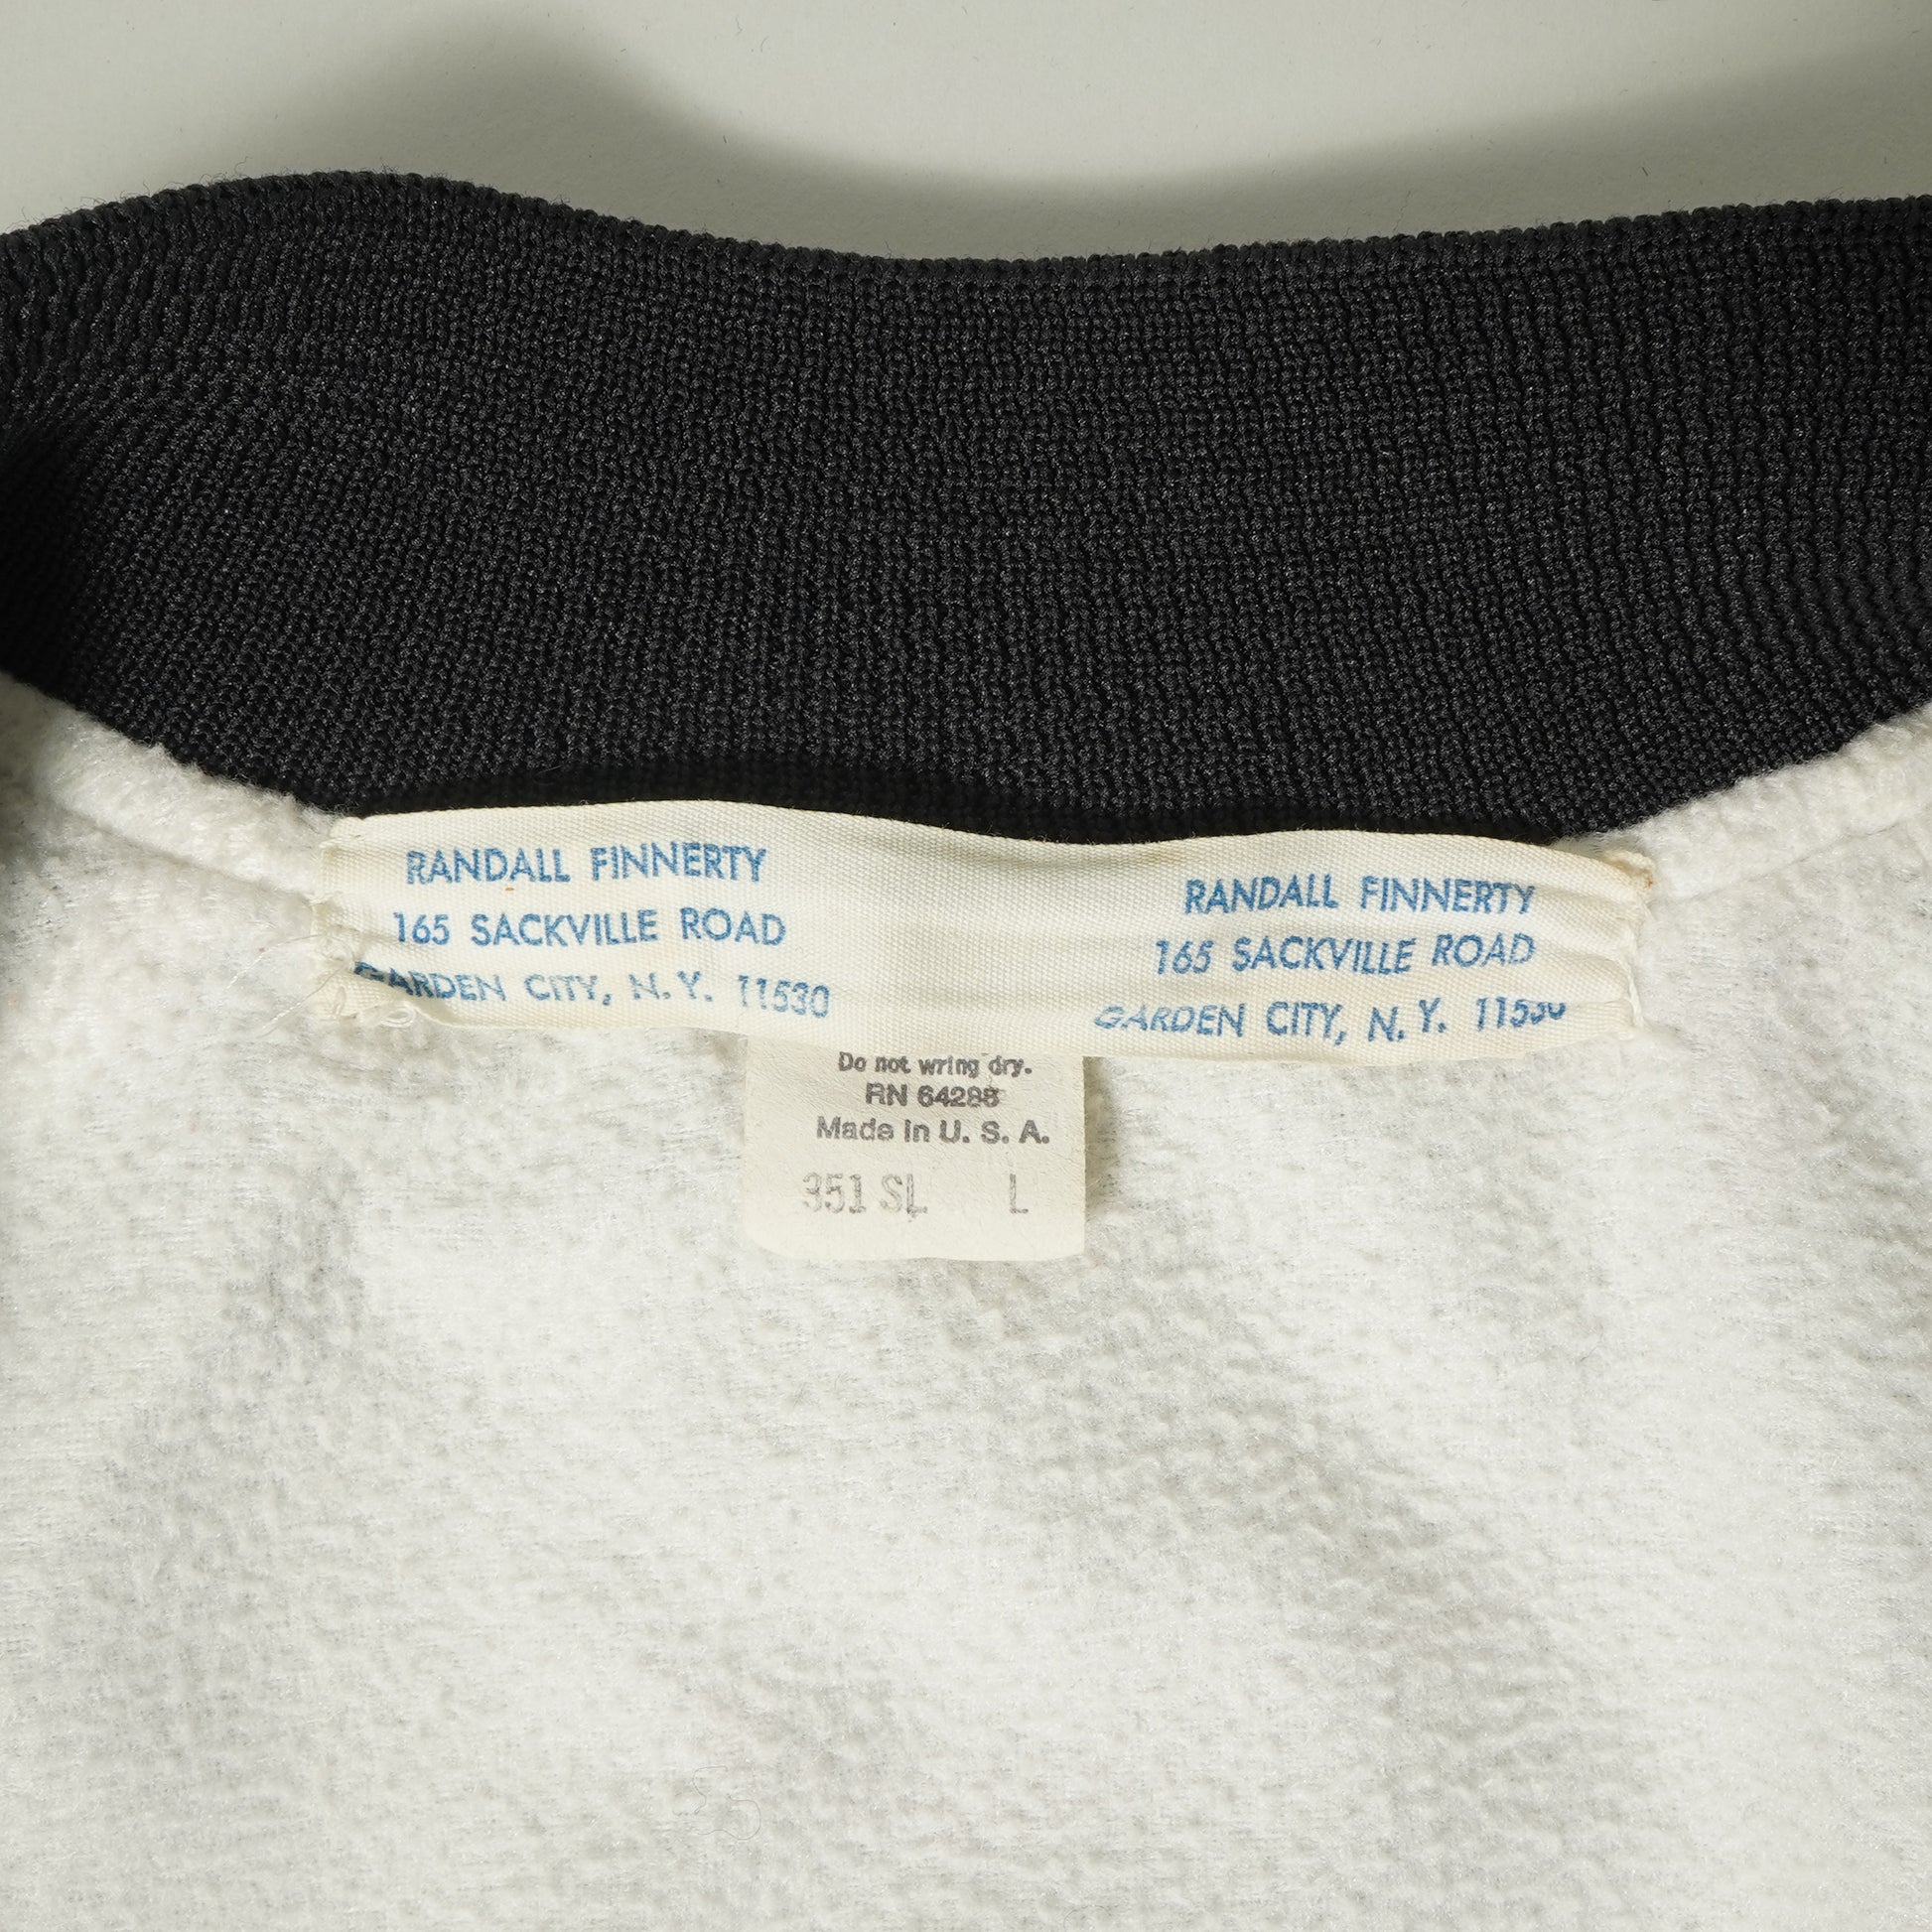 RANDALL FINNERTY
165 SACKVILLE ROAD
GARDEN CITY, N.Y. 11530
RANDALL FINNERTY
165 SACKVILLE ROAD
GARDEN CITY, N.Y. 11530
Do not wring dry.
RN 64288
Made in U. S. A.
351 SL L